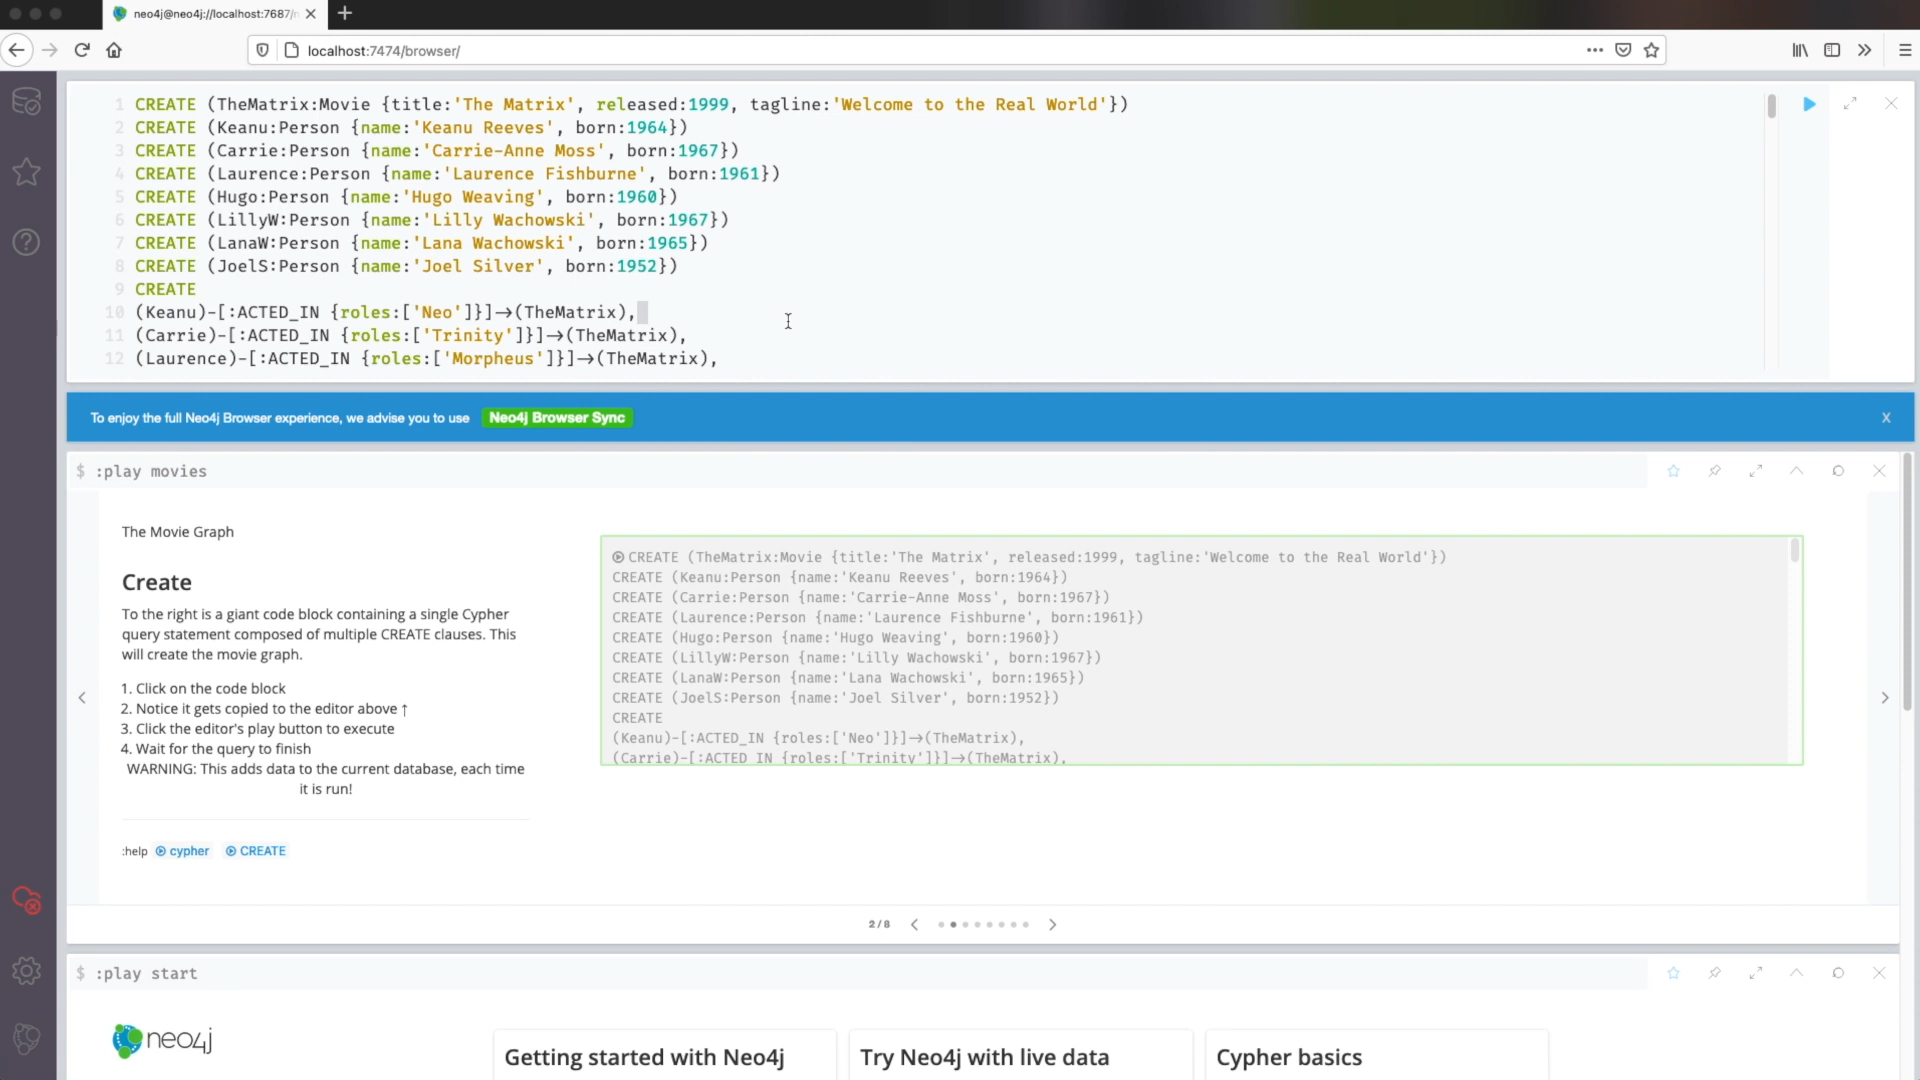 neo4j@neo4j://localhost:7687/n
localhost:7474/browser/
1 CREATE (TheMatrix:Movie {title:'The Matrix', released:1999, tagline:'Welcome to the Real World'})
2 CREATE (Keanu:Person {name:'Keanu Reeves', born:1964})
3 CREATE (Carrie:Person {name:'Carrie-Anne Moss', born:1967})
4 CREATE (Laurence:Person {name:'Laurence Fishburne', born:1961})
5 CREATE (Hugo:Person {name:'Hugo Weaving', born:1960})
6 CREATE (LillyW:Person {name:'Lilly Wachowski', born:1967})
7 CREATE (LanaW:Person {name:'Lana Wachowski', born:1965})
8 CREATE (JoelS:Person {name:'Joel Silver', born:1952})
9 CREATE
10 (Keanu)-[:ACTED_IN {roles:['Neo']}]→(TheMatrix),
11 (Carrie)-[:ACTED_IN {roles:['Trinity']}]→(TheMatrix),
12 (Laurence)-[:ACTED_IN {roles:['Morpheus']}]→(TheMatrix),
To enjoy the full Neo4j Browser experience, we advise you to use Neo4j Browser Sync x
$ :play movies
The Movie Graph
Create
To the right is a giant code block containing a single Cypher
query statement composed of multiple CREATE clauses. This
will create the movie graph.
1. Click on the code block
2. Notice it gets copied to the editor above ↑
3. Click the editor's play button to execute
4. Wait for the query to finish
WARNING: This adds data to the current database, each time
it is run!
:help cypher CREATE
CREATE (TheMatrix:Movie {title:'The Matrix', released:1999, tagline:'Welcome to the Real World'})
CREATE (Keanu:Person {name:'Keanu Reeves', born:1964})
CREATE (Carrie:Person {name:'Carrie-Anne Moss', born:1967})
CREATE (Laurence:Person {name:'Laurence Fishburne', born:1961})
CREATE (Hugo:Person {name:'Hugo Weaving', born:1960})
CREATE (LillyW:Person {name:'Lilly Wachowski', born:1967})
CREATE (LanaW:Person {name:'Lana Wachowski', born:1965})
CREATE (JoelS:Person {name:'Joel Silver', born:1952})
CREATE
(Keanu)-[:ACTED_IN {roles:['Neo']}]→(TheMatrix),
(Carrie)-[:ACTED_IN {roles:['Trinity']}]→(TheMatrix),
2/8
$ :play start
neo4j
Getting started with Neo4j
Try Neo4j with live data
Cypher basics